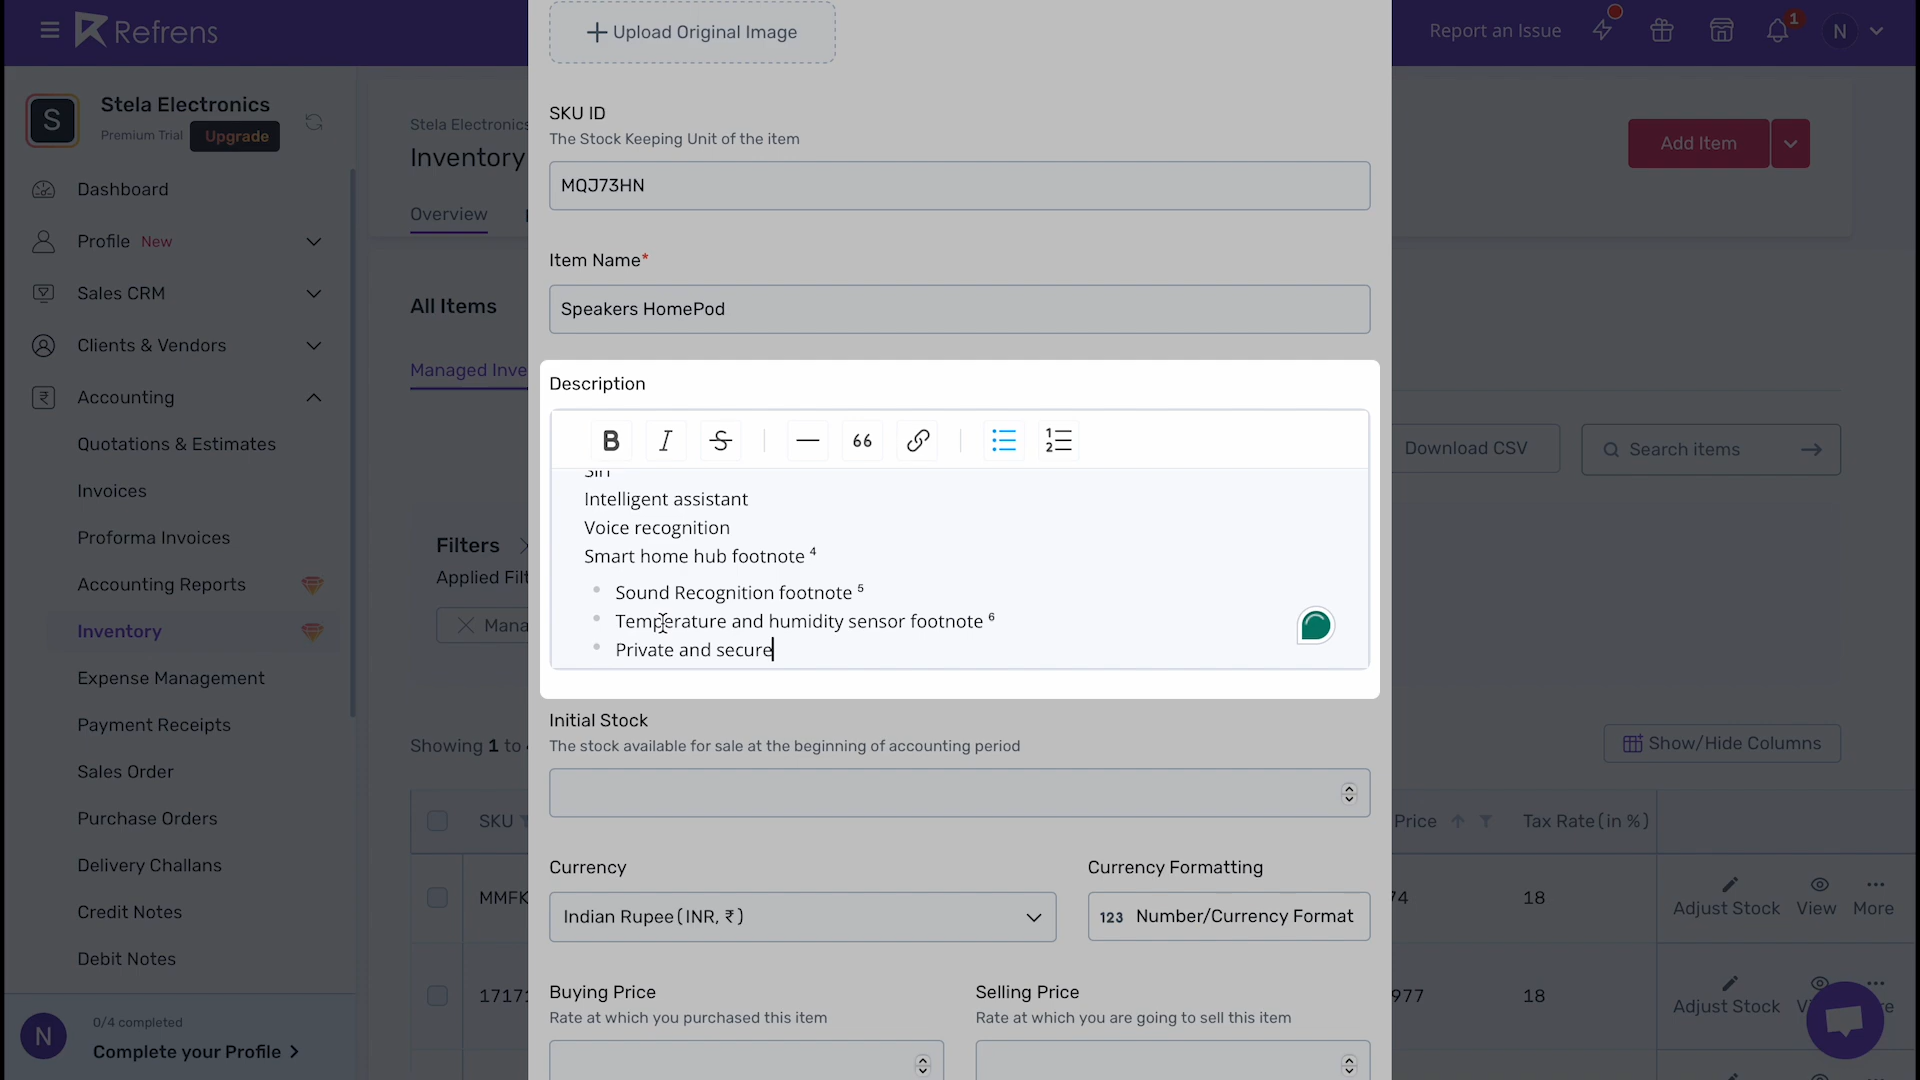 Refrens
Report an Issue
1
N
S
Stela Electronics
Premium Trial
Upgrade
Dashboard
Profile New
Sales CRM
Clients & Vendors
Accounting
Quotations & Estimates
Invoices
Proforma Invoices
Accounting Reports
Inventory
Expense Management
Payment Receipts
Sales Order
Purchase Orders
Delivery Challans
Credit Notes
Debit Notes
N
0/4 completed
Complete your Profile
Stela Electronics
Inventory
Overview
Add Item
All Items
Managed Inve
Filters
Applied Filt
Mana
Showing 1 to
SKU
MMFK
1717
Upload Original Image
SKU ID
The Stock Keeping Unit of the item
MQJ73HN
Item Name*
Speakers HomePod
Description
B I S 66
Siri
Intelligent assistant
Voice recognition
Smart home hub footnote ⁴
Sound Recognition footnote ⁵
Temperature and humidity sensor footnote ⁶
Private and secure
Initial Stock
The stock available for sale at the beginning of accounting period
Currency
Indian Rupee(INR, ₹)
Currency Formatting
123 Number/Currency Format
Buying Price
Rate at which you purchased this item
Selling Price
Rate at which you are going to sell this item
Download CSV
Search items
Show/Hide Columns
Price
Tax Rate(in %)
74
18
Adjust Stock
View
More
977
18
Adjust Stock